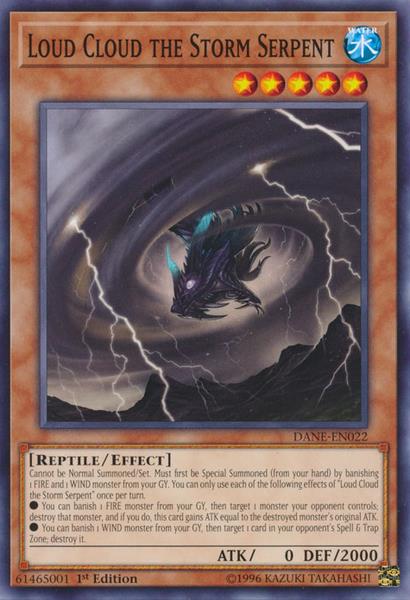 LOUD CLOUD THE STORM SERPENT
WATER
水
DANE-EN022
[REPTILE/EFFECT]
Cannot be Normal Summoned/Set. Must first be Special Summoned (from your hand) by banishing
1 FIRE and 1 WIND monster from your GY. You can only use each of the following effects of "Loud Cloud
the Storm Serpent" once per turn.
● You can banish 1 FIRE monster from your GY, then target 1 monster your opponent controls;
destroy that monster, and if you do, this card gains ATK equal to the destroyed monster's original ATK.
● You can banish 1 WIND monster from your GY, then target 1 card in your opponent's Spell & Trap
Zone; destroy it.
ATK/ 0 DEF/2000
61465001 1st Edition ©1996 KAZUKI TAKAHASHI